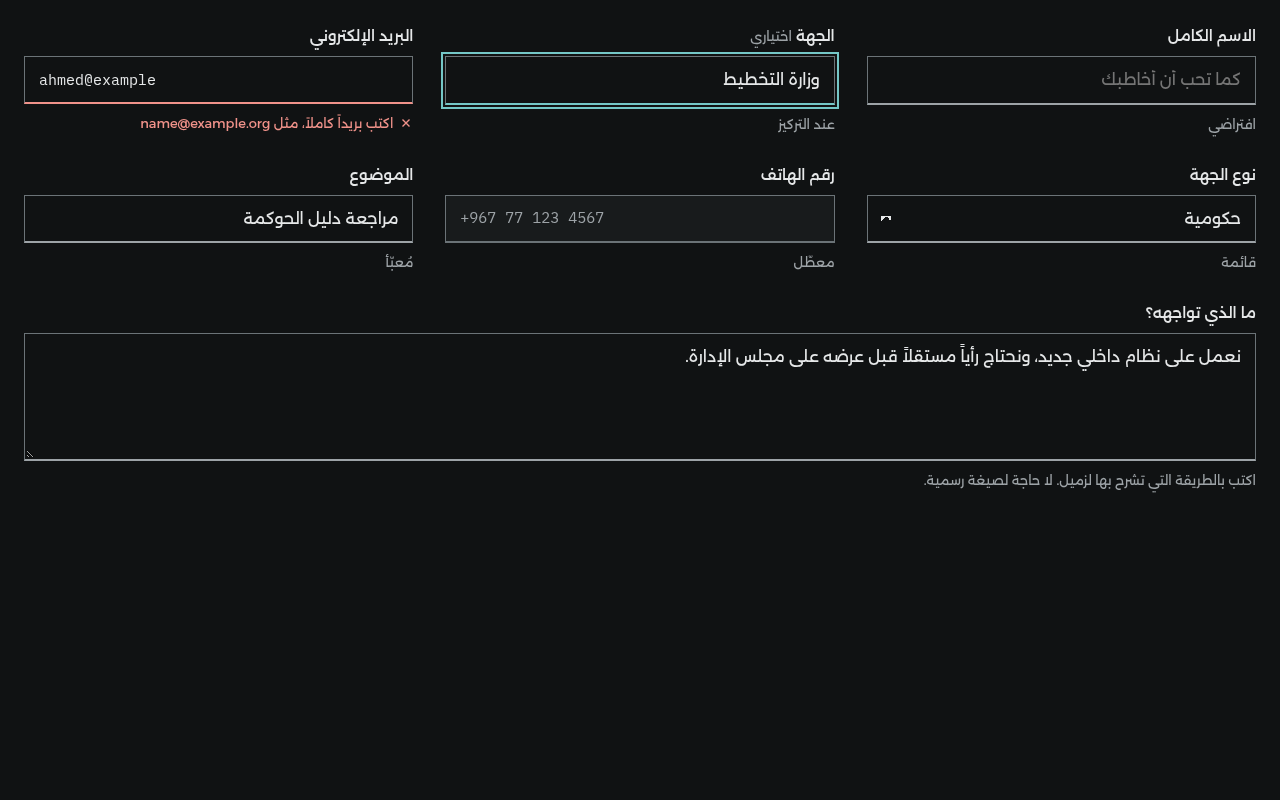 الاسم الكامل
كما تحب أن أخاطبك
افتراضي
الجهة اختياري
وزارة التخطيط
عند التركيز
البريد الإلكتروني
ahmed@example
× اكتب بريداً كاملاً، مثل name@example.org
نوع الجهة
حكومية
قائمة
رقم الهاتف
+967 77 123 4567
معطّل
الموضوع
مراجعة دليل الحوكمة
مُعبّأ
ما الذي تواجهه؟
نعمل على نظام داخلي جديد، ونحتاج رأياً مستقلاً قبل عرضه على مجلس الإدارة.
اكتب بالطريقة التي تشرح بها لزميل. لا حاجة لصيغة رسمية.